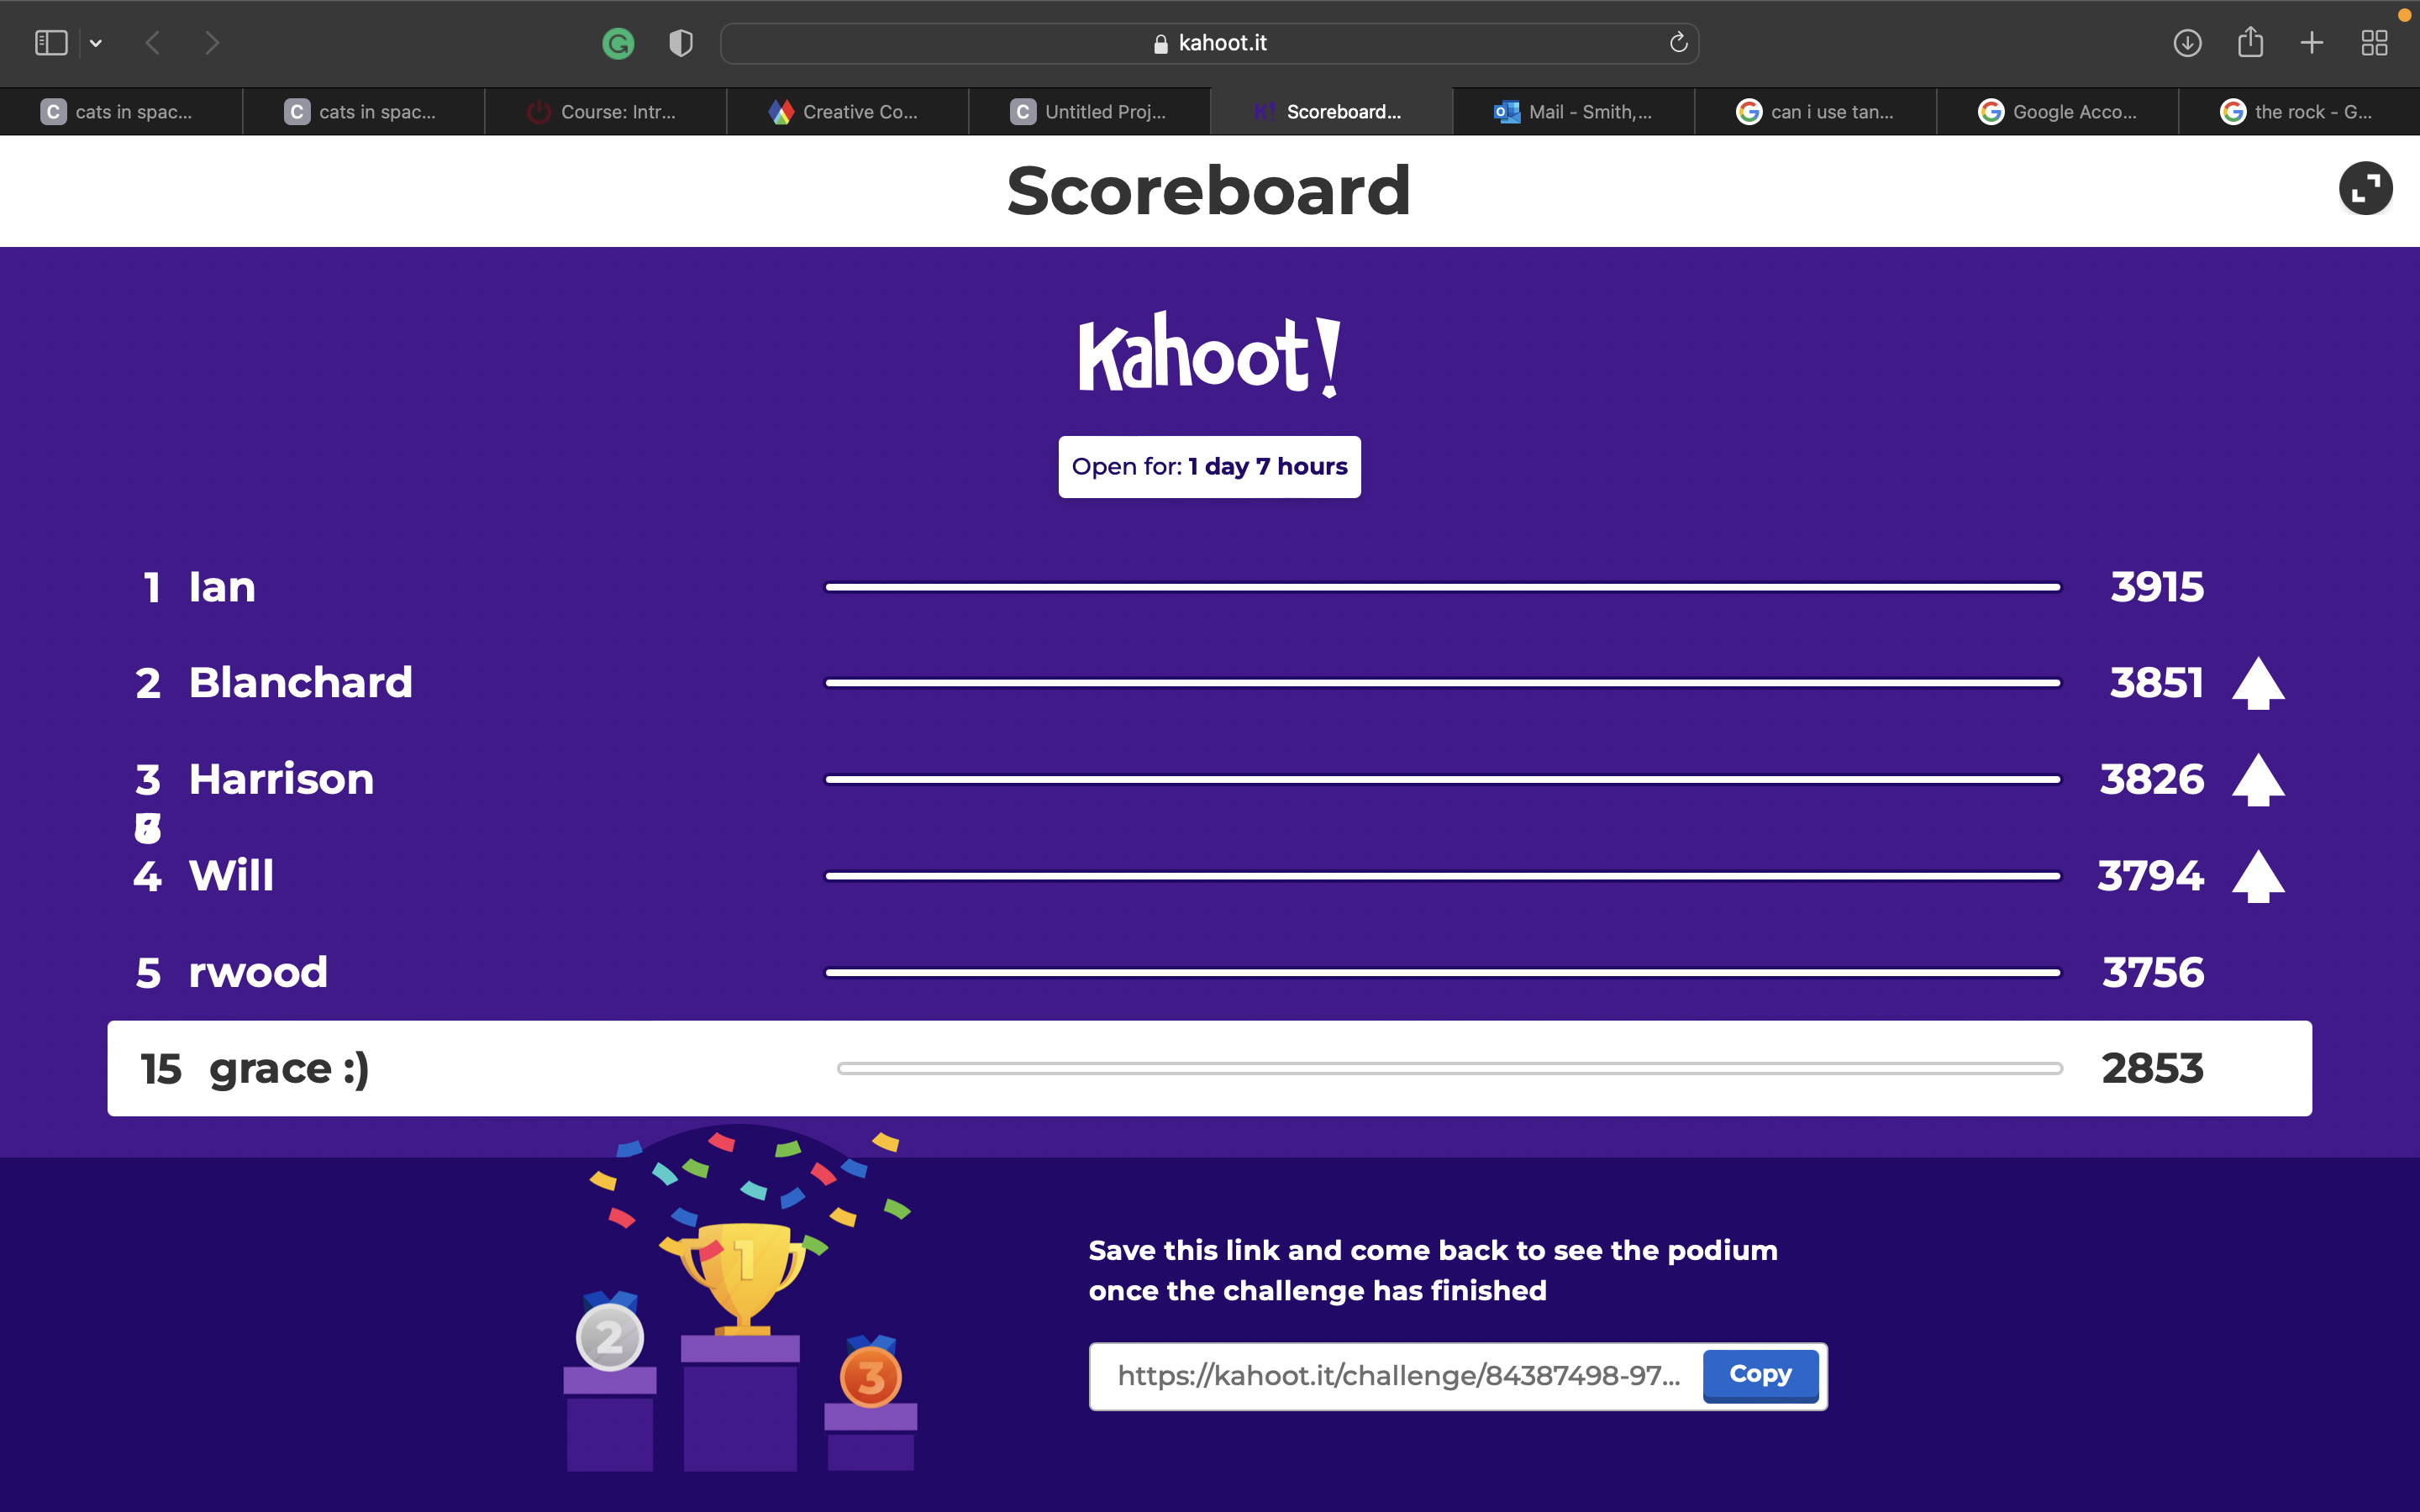 kahoot.it
C cats in spac...
C cats in spac...
Course: Intr...
Creative Co...
C Untitled Proj...
K! Scoreboard...
Mail - Smith,...
G can i use tan...
G Google Acco...
G the rock - G...
Scoreboard
Kahoot!
Open for: 1 day 7 hours
1 Ian 3915
2 Blanchard 3851
3 Harrison 3826
4 Will 3794
5 rwood 3756
15 grace :) 2853
1
2
3
Save this link and come back to see the podium
once the challenge has finished
https://kahoot.it/challenge/84387498-97...
Copy